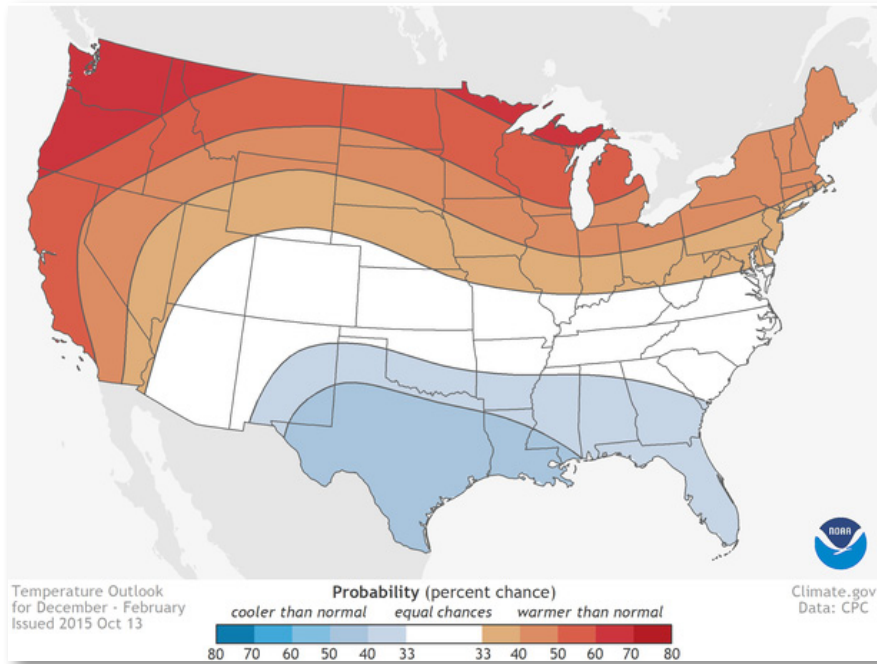 NOAA
Temperature Outlook
for December - February
Issued 2015 Oct 13
Probability (percent chance)
cooler than normal equal chances warmer than normal
80 70 60 50 40 33 33 40 50 60 70 80
Climate.gov
Data: CPC